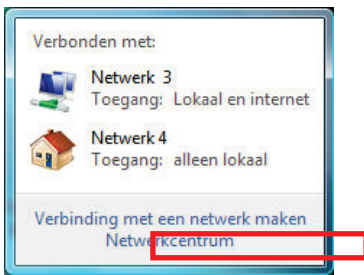 Verbonden met:
Netwerk 3
Toegang: Lokaal en internet
Netwerk 4
Toegang: alleen lokaal
Verbinding met een netwerk maken
Netwerkcentrum